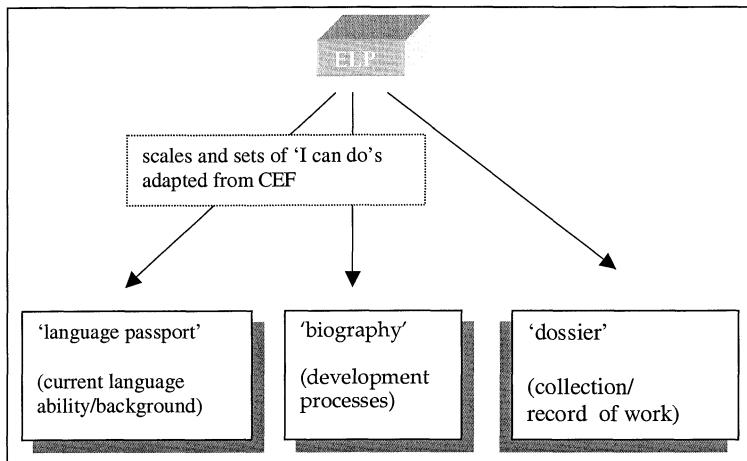 ELP
scales and sets of ‘I can do’s
adapted from CEF
‘language passport’
(current language
ability/background)
‘biography’
(development
processes)
‘dossier’
(collection/
record of work)